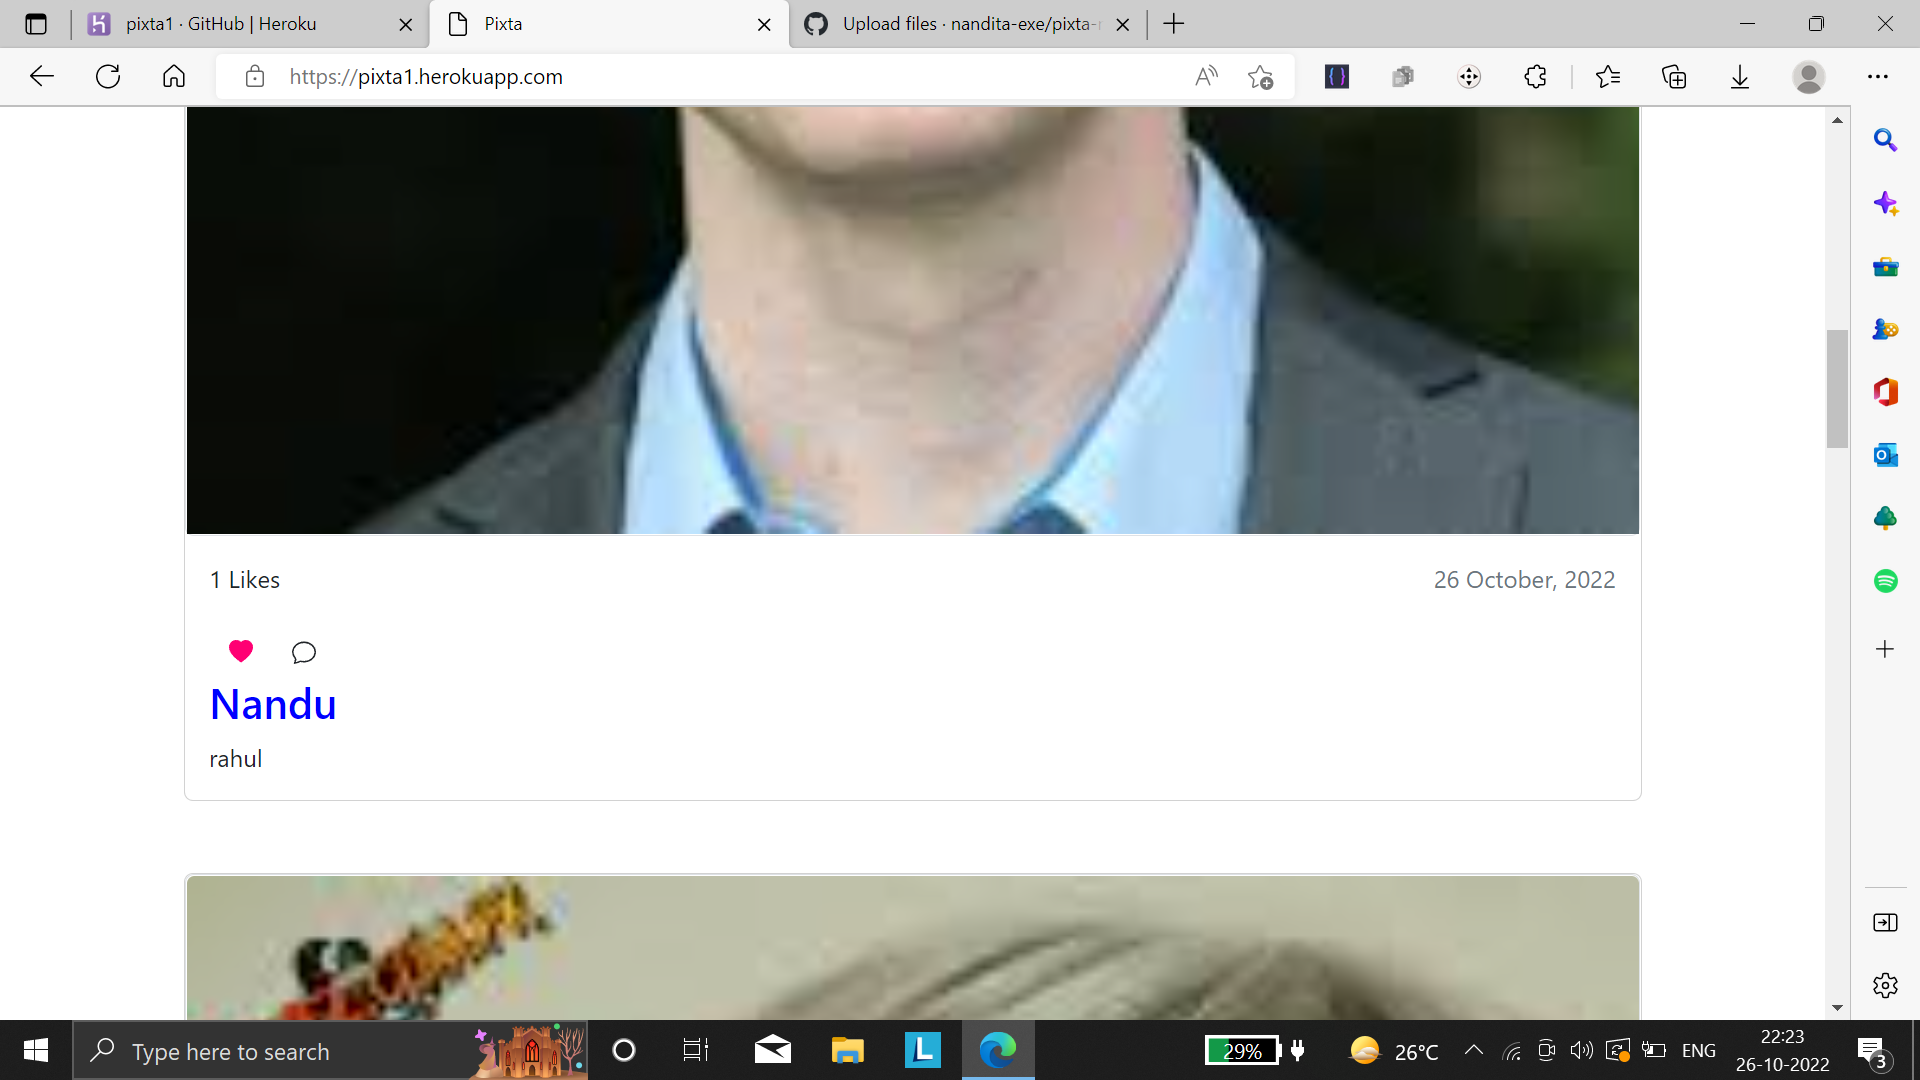 pixta1 · GitHub | Heroku
Pixta
Upload files · nandita-exe/pixta-
https://pixta1.herokuapp.com
1 Likes
26 October, 2022
Nandu
rahul
Type here to search
29%
26°C
ENG
22:23
26-10-2022
3